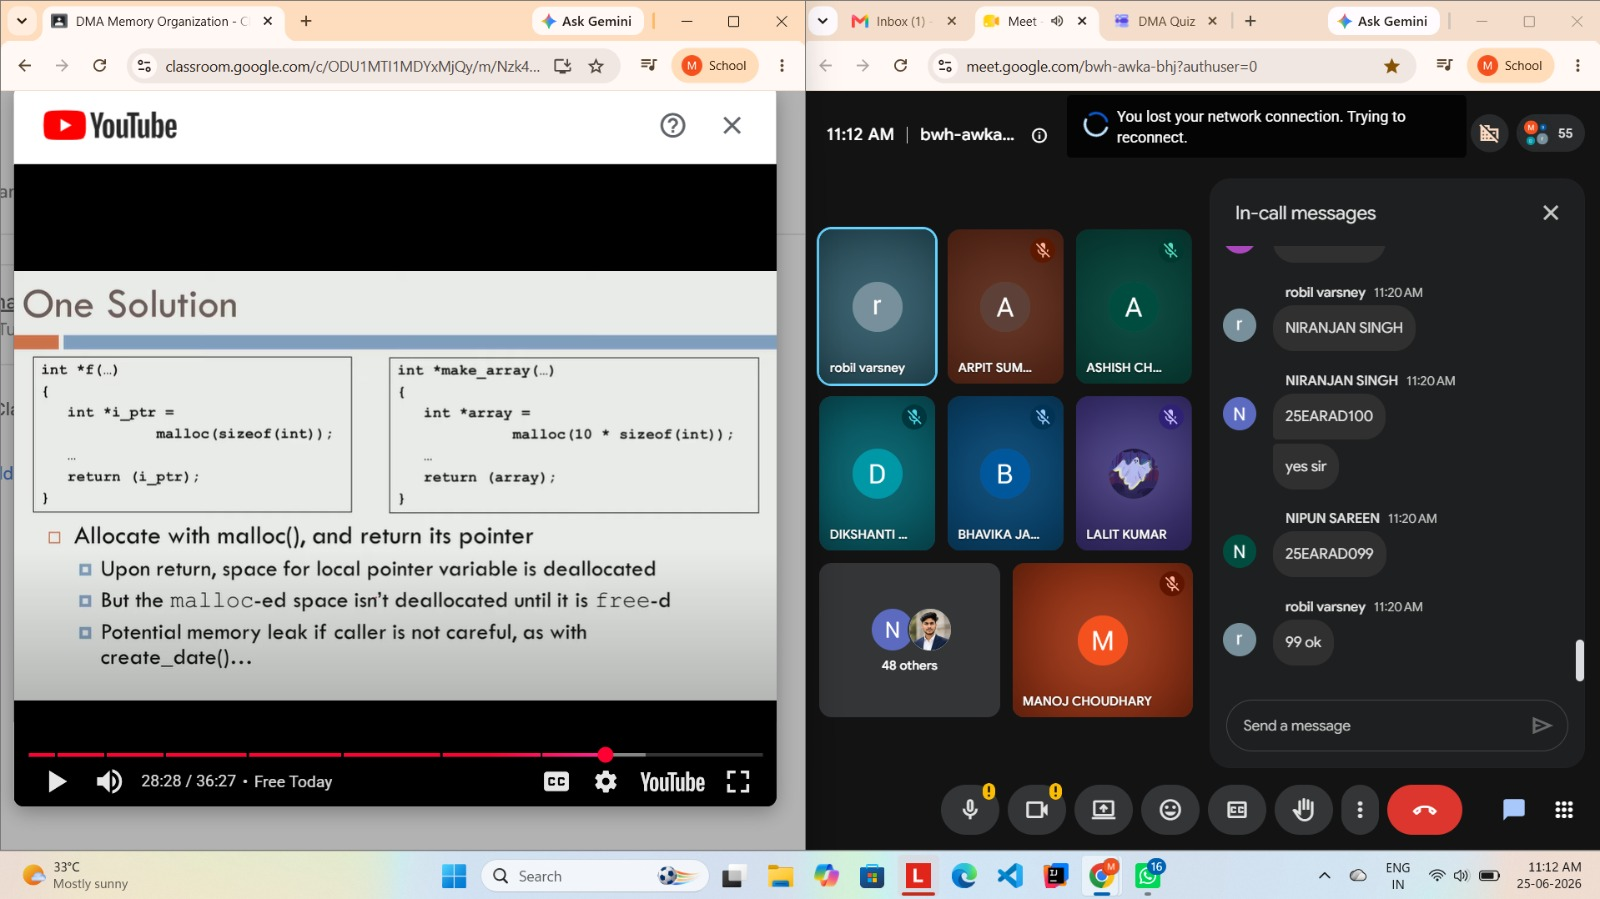 DMA Memory Organization - C
Ask Gemini
classroom.google.com/c/ODU1MTI1MDYxMjQy/m/Nzk4...
School
YouTube
One Solution
int *f(…)
{
int *i_ptr =
malloc(sizeof(int));
…
return (i_ptr);
}
int *make_array(…)
{
int *array =
malloc(10 * sizeof(int));
…
return (array);
}
Allocate with malloc(), and return its pointer
Upon return, space for local pointer variable is deallocated
But the malloc-ed space isn't deallocated until it is free-d
Potential memory leak if caller is not careful, as with
create_date()…
28:28 / 36:27 • Free Today
CC
YouTube
Inbox (1)
Meet
DMA Quiz
Ask Gemini
meet.google.com/bwh-awka-bhj?authuser=0
School
11:12 AM
bwh-awka...
You lost your network connection. Trying to
reconnect.
55
r
robil varsney
A
ARPIT SUM...
A
ASHISH CH...
D
DIKSHANTI ...
B
BHAVIKA JA...
LALIT KUMAR
N
48 others
M
MANOJ CHOUDHARY
In-call messages
robil varsney 11:20 AM
r
NIRANJAN SINGH
NIRANJAN SINGH 11:20 AM
N
25EARAD100
yes sir
NIPUN SAREEN 11:20 AM
N
25EARAD099
robil varsney 11:20 AM
r
99 ok
Send a message
33°C
Mostly sunny
Search
16
ENG
IN
11:12 AM
25-06-2026